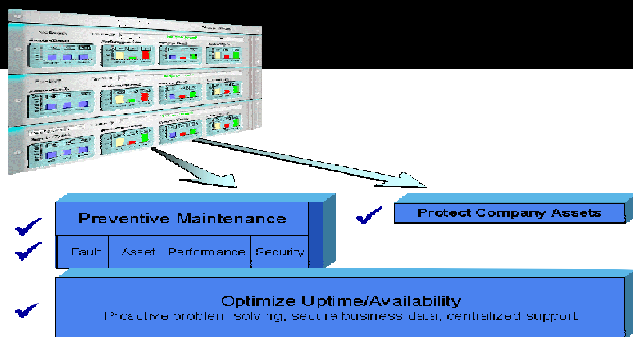 Preventive Maintenance
Protect Company Assets
Fault Asset Performance Security
Optimize Uptime/Availability
Proactive problem solving, secure business data, centralized support